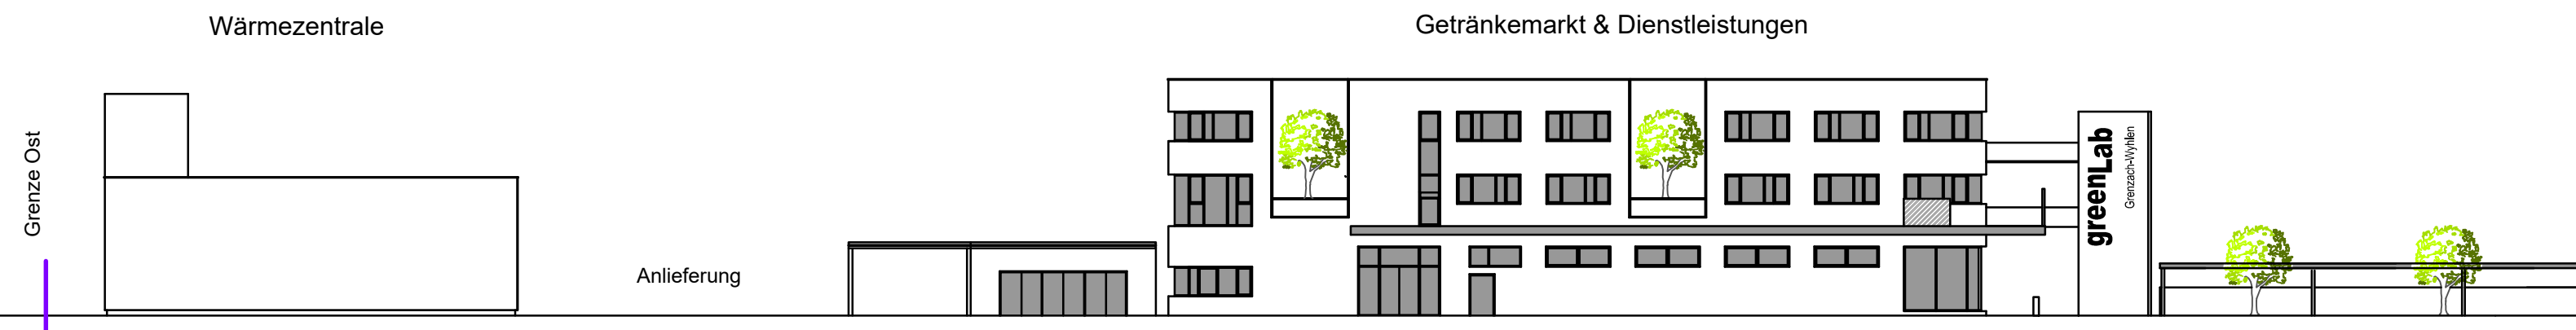 Wärmezentrale
Getränkemarkt & Dienstleistungen
Grenze Ost
Anlieferung
greenLab
Grenzach-Wyhlen